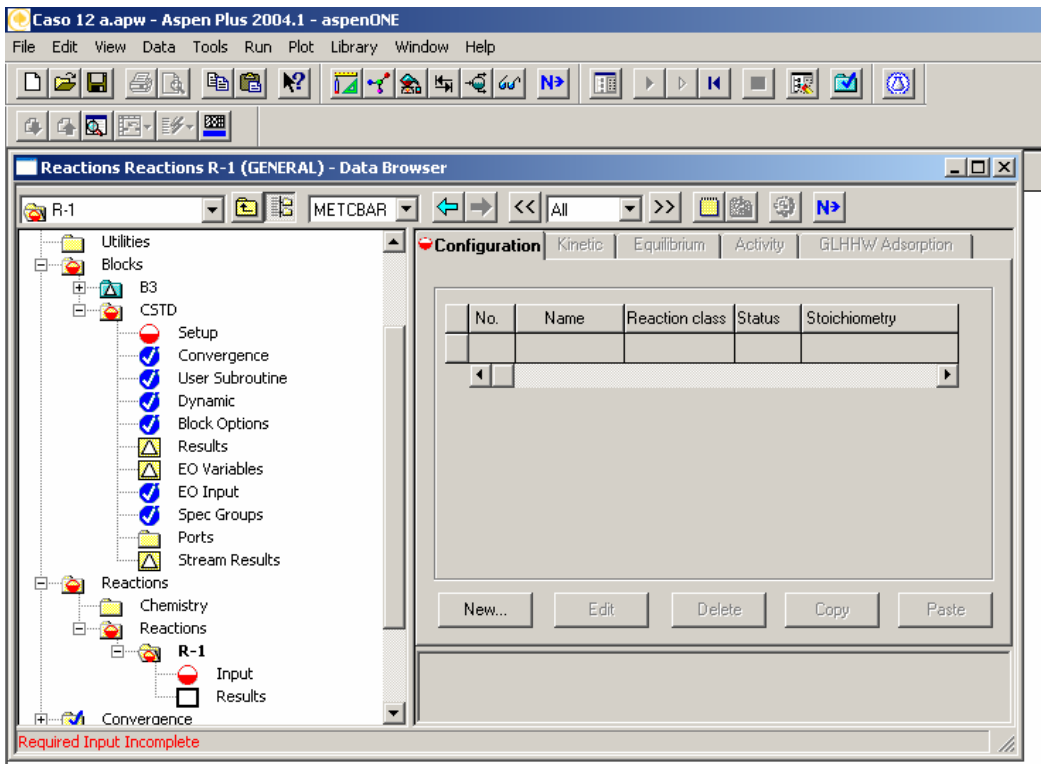 Caso 12 a.apw - Aspen Plus 2004.1 - aspenONE
File Edit View Data Tools Run Plot Library Window Help
N
Reactions Reactions R-1 (GENERAL) - Data Browser
R-1 METCBAR << All >> N
Utilities
Blocks
B3
CSTD
Setup
Convergence
User Subroutine
Dynamic
Block Options
Results
EO Variables
EO Input
Spec Groups
Ports
Stream Results
Reactions
Chemistry
Reactions
R-1
Input
Results
Convergence
Configuration Kinetic Equilibrium Activity GLHHW Adsorption
No. Name Reaction class Status Stoichiometry
New... Edit Delete Copy Paste
Required Input Incomplete